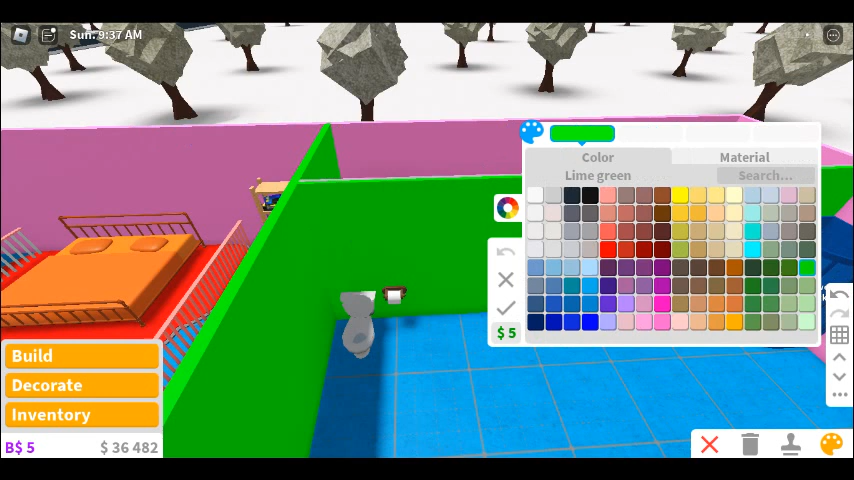 Sun. 9:37 AM
Color
Material
Lime green
Search...
$ 5
Build
Decorate
Inventory
B$ 5
$ 36 482